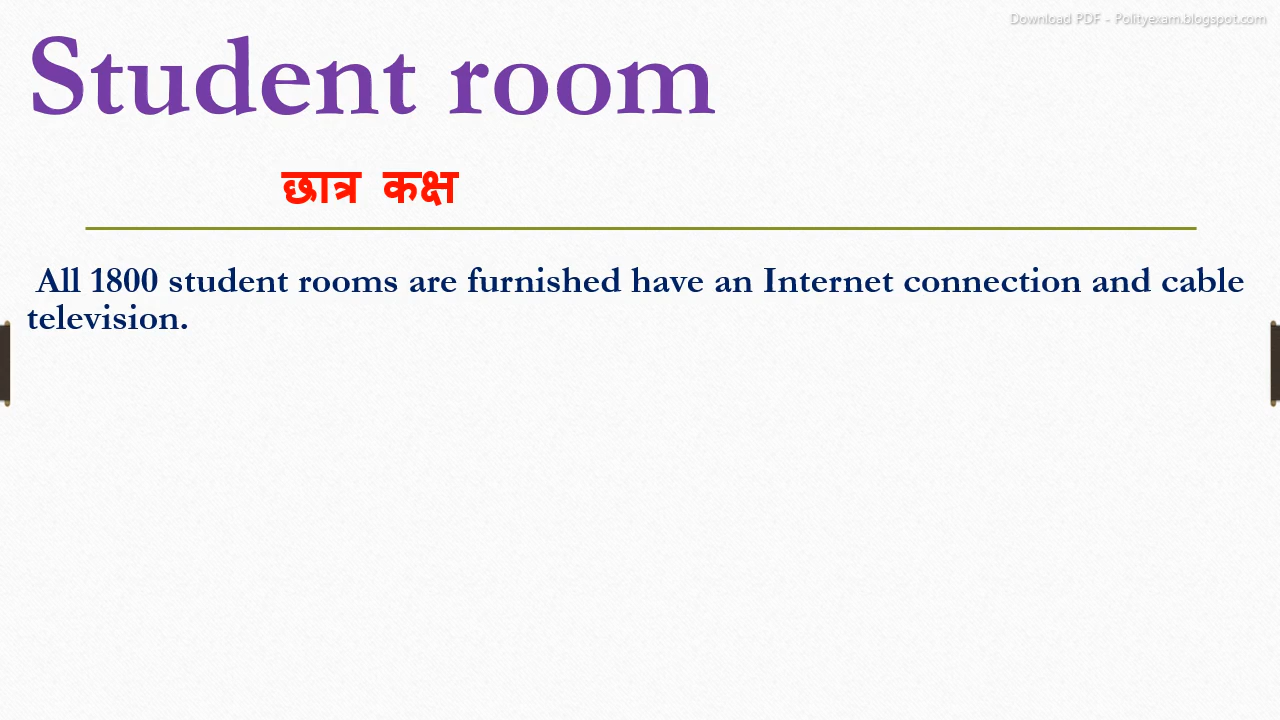 Download PDF - Polityexam.blogspot.com
Student room
छात्र कक्ष
All 1800 student rooms are furnished have an Internet connection and cable
television.